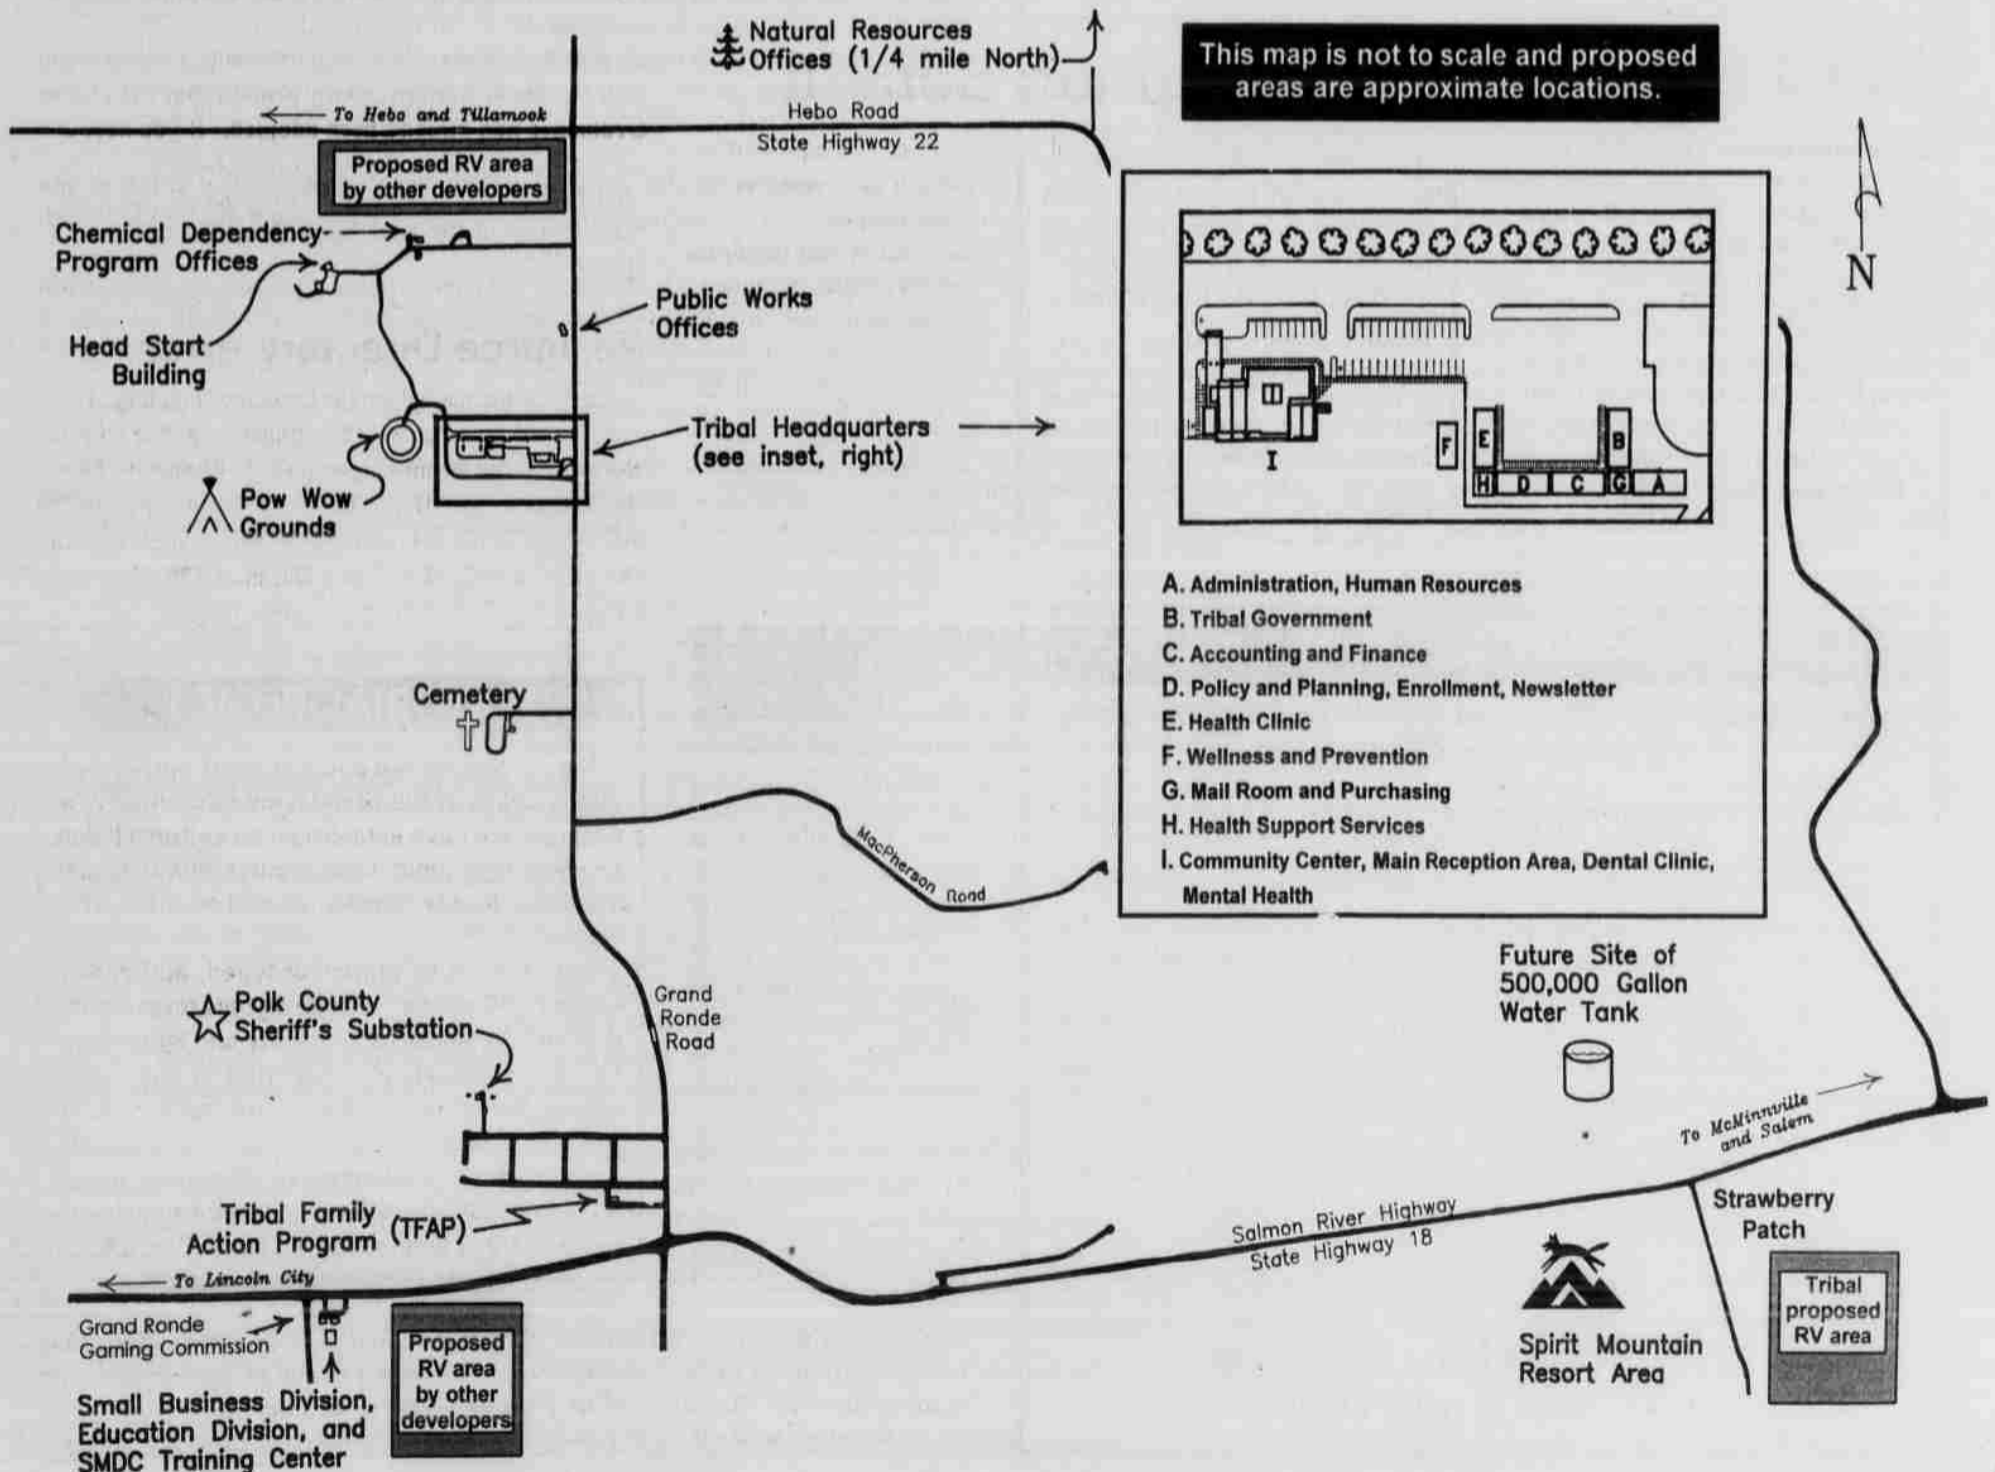 Natural Resources
Offices (1/4 mile North)
This map is not to scale and proposed
areas are approximate locations.
To Hebo and Tillamook
Hebo Road
State Highway 22
Proposed RV area
by other developers
N
Chemical Dependency
Program Offices
Public Works
Offices
Head Start
Building
Tribal Headquarters
(see inset, right)
Pow Wow
Grounds
I
F
E
B
H
D
C
G
A
A. Administration, Human Resources
B. Tribal Government
C. Accounting and Finance
D. Policy and Planning, Enrollment, Newsletter
E. Health Clinic
F. Wellness and Prevention
G. Mail Room and Purchasing
H. Health Support Services
I. Community Center, Main Reception Area, Dental Clinic,
Mental Health
Cemetery
MacPherson Road
Grand
Ronde
Road
Future Site of
500,000 Gallon
Water Tank
Polk County
Sheriff's Substation
To McMinnville
and Salem
Tribal Family
Action Program (TFAP)
Salmon River Highway
State Highway 18
Strawberry
Patch
To Lincoln City
Grand Ronde
Gaming Commission
Proposed
RV area
by other
developers
Tribal
proposed
RV area
Spirit Mountain
Resort Area
Small Business Division,
Education Division, and
SMDC Training Center